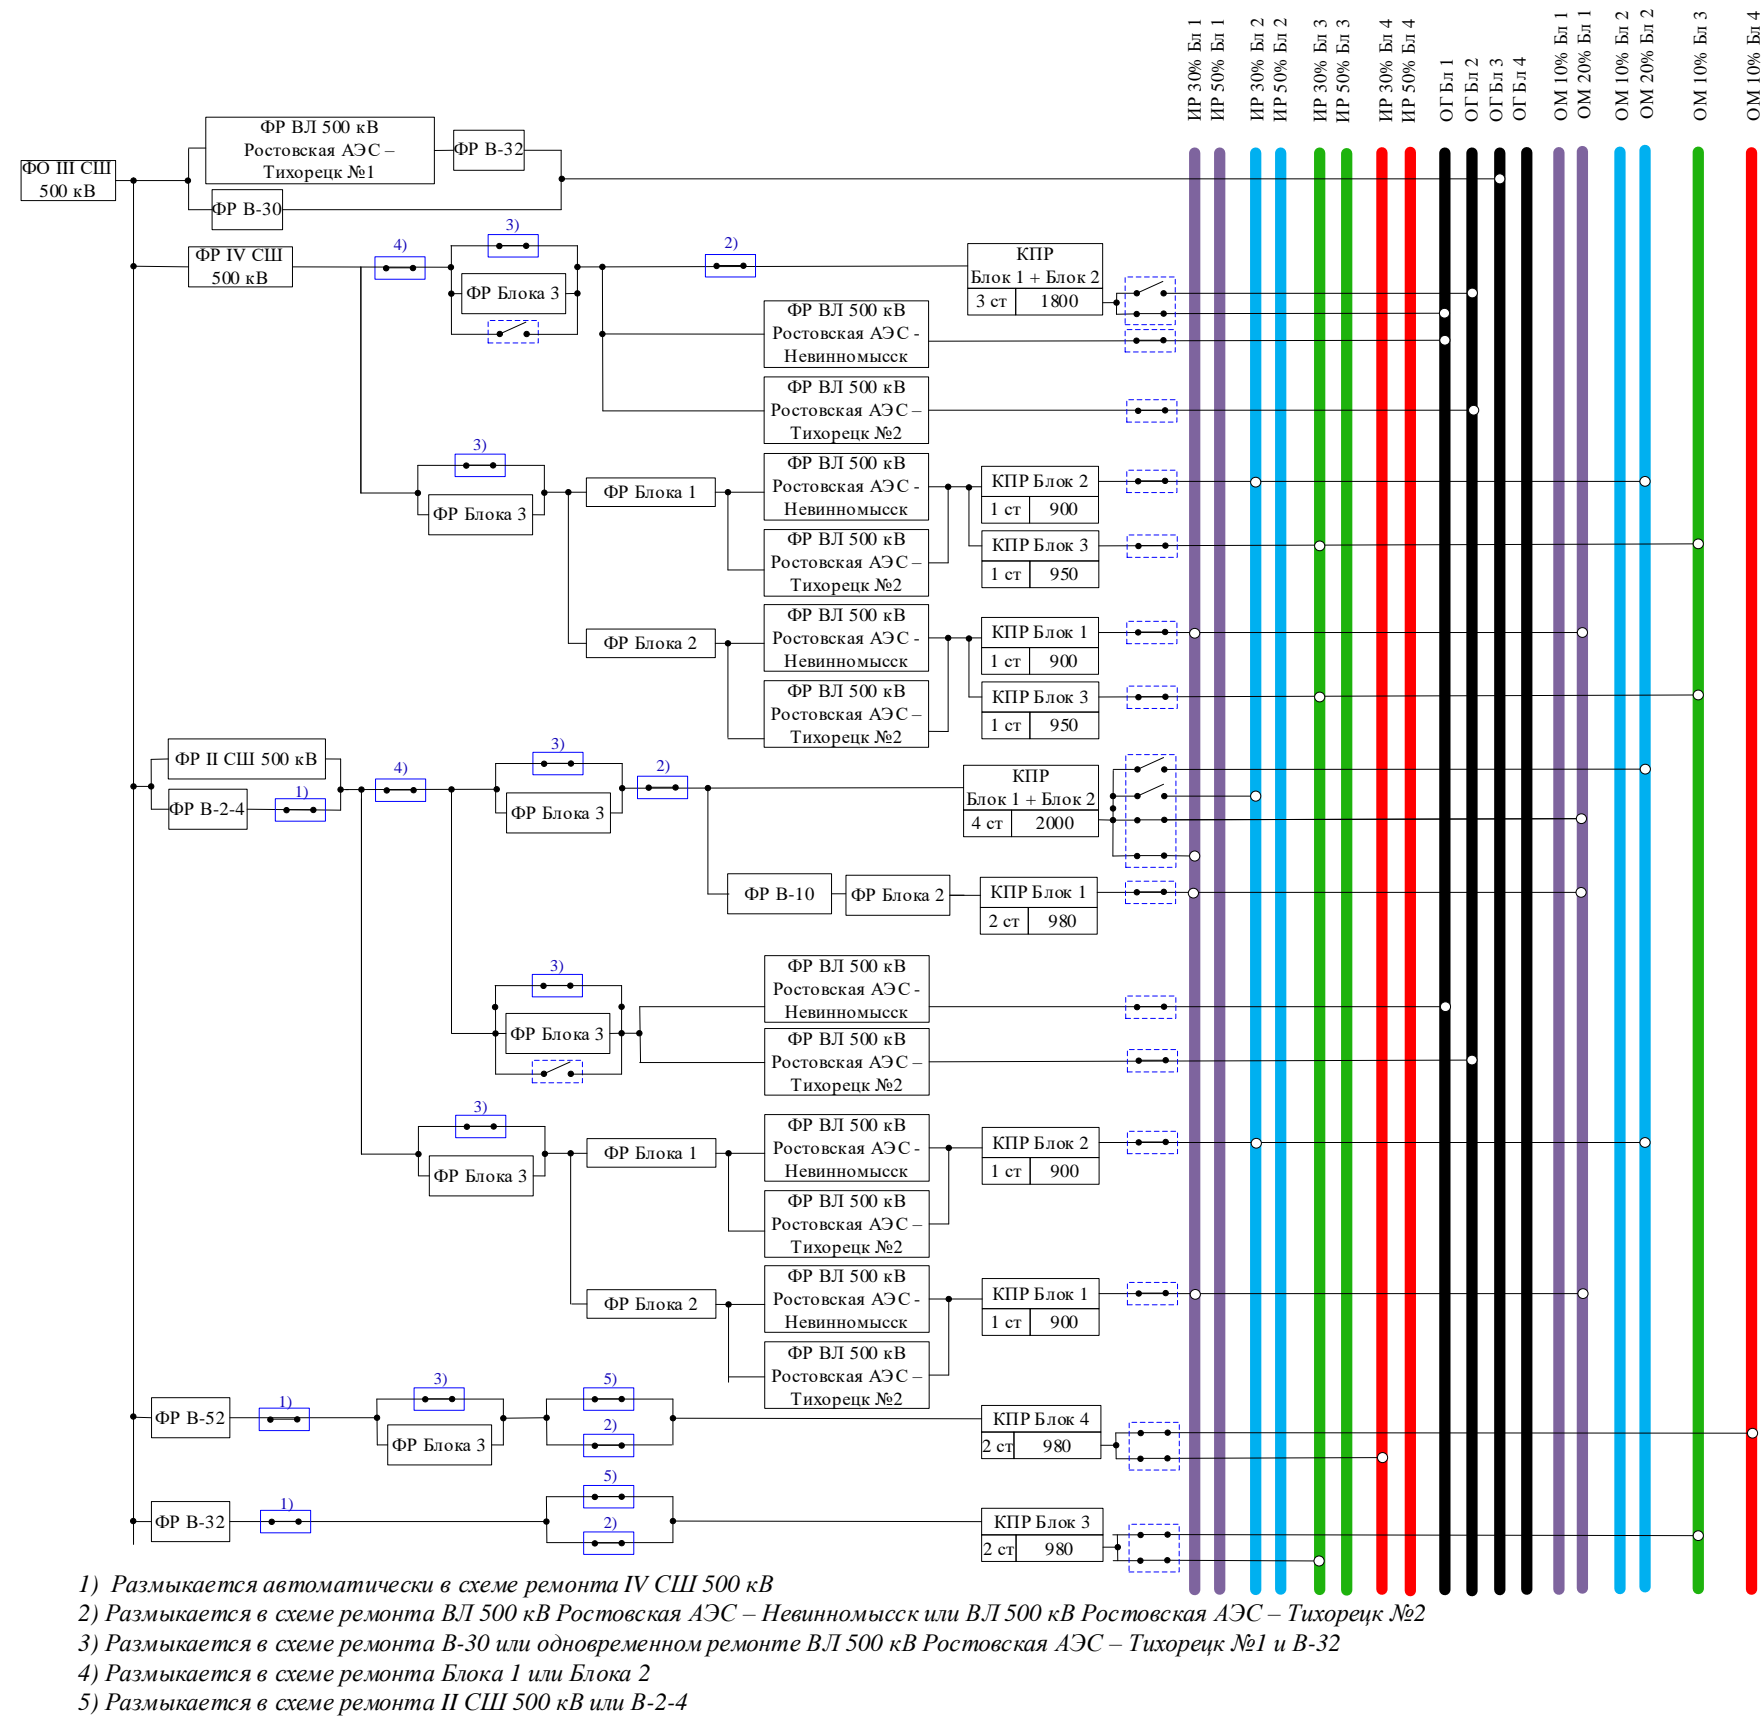 ИР 30% Бл 1
ИР 50% Бл 1
ИР 30% Бл 2
ИР 50% Бл 2
ИР 30% Бл 3
ИР 50% Бл 3
ИР 30% Бл 4
ИР 50% Бл 4
ОГ Бл 1
ОГ Бл 2
ОГ Бл 3
ОГ Бл 4
ОМ 10% Бл 1
ОМ 20% Бл 1
ОМ 10% Бл 2
ОМ 20% Бл 2
ОМ 10% Бл 3
ОМ 10% Бл 4
ФО III СШ
500 кВ
ФР ВЛ 500 кВ
Ростовская АЭС –
Тихорецк №1
ФР В-32
ФР В-30
ФР IV СШ
500 кВ
4)
3)
ФР Блока 3
2)
КПР
Блок 1 + Блок 2
3 ст 1800
ФР ВЛ 500 кВ
Ростовская АЭС -
Невинномысск
ФР ВЛ 500 кВ
Ростовская АЭС –
Тихорецк №2
3)
ФР Блока 3
ФР Блока 1
ФР ВЛ 500 кВ
Ростовская АЭС -
Невинномысск
ФР ВЛ 500 кВ
Ростовская АЭС –
Тихорецк №2
КПР Блок 2
1 ст 900
КПР Блок 3
1 ст 950
ФР Блока 2
ФР ВЛ 500 кВ
Ростовская АЭС -
Невинномысск
ФР ВЛ 500 кВ
Ростовская АЭС –
Тихорецк №2
КПР Блок 1
1 ст 900
КПР Блок 3
1 ст 950
ФР II СШ 500 кВ
ФР В-2-4
1)
4)
3)
ФР Блока 3
2)
КПР
Блок 1 + Блок 2
4 ст 2000
ФР В-10
ФР Блока 2
КПР Блок 1
2 ст 980
3)
ФР Блока 3
ФР ВЛ 500 кВ
Ростовская АЭС -
Невинномысск
ФР ВЛ 500 кВ
Ростовская АЭС –
Тихорецк №2
3)
ФР Блока 3
ФР Блока 1
ФР ВЛ 500 кВ
Ростовская АЭС -
Невинномысск
ФР ВЛ 500 кВ
Ростовская АЭС –
Тихорецк №2
КПР Блок 2
1 ст 900
ФР Блока 2
ФР ВЛ 500 кВ
Ростовская АЭС -
Невинномысск
ФР ВЛ 500 кВ
Ростовская АЭС –
Тихорецк №2
КПР Блок 1
1 ст 900
ФР В-52
1)
3)
ФР Блока 3
5)
2)
КПР Блок 4
2 ст 980
ФР В-32
1)
5)
2)
КПР Блок 3
2 ст 980
1) Размыкается автоматически в схеме ремонта IV СШ 500 кВ
2) Размыкается в схеме ремонта ВЛ 500 кВ Ростовская АЭС – Невинномысск или ВЛ 500 кВ Ростовская АЭС – Тихорецк №2
3) Размыкается в схеме ремонта В-30 или одновременном ремонте ВЛ 500 кВ Ростовская АЭС – Тихорецк №1 и В-32
4) Размыкается в схеме ремонта Блока 1 или Блока 2
5) Размыкается в схеме ремонта II СШ 500 кВ или В-2-4